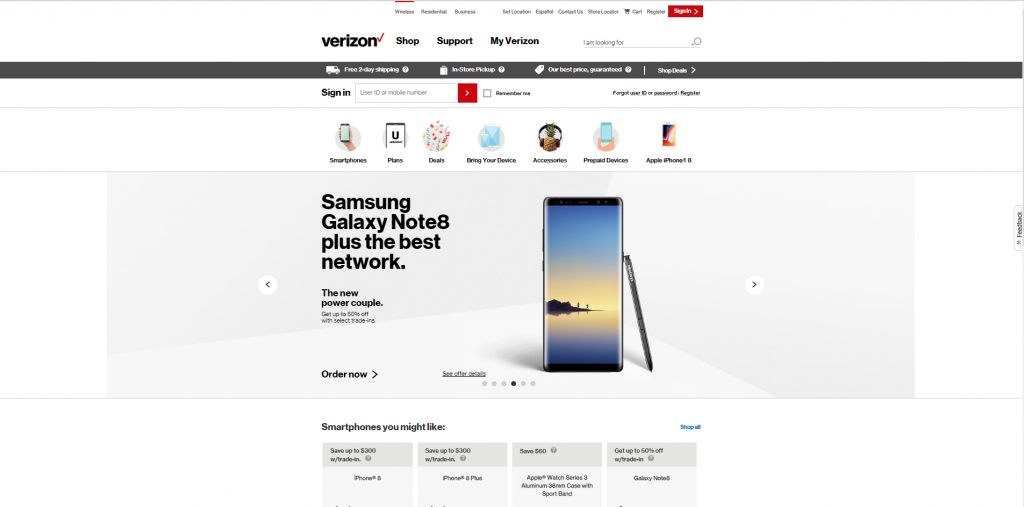 Wireless Residential Business Set Location Español Contact Us Store Locator Cart Register Sign In
verizon Shop Support My Verizon I am looking for
Free 2-day shipping In-Store Pickup Our best price, guaranteed Shop Deals
Sign in User ID or mobile number Remember me Forgot user ID or password | Register
U
Smartphones Plans Deals Bring Your Device Accessories Prepaid Devices Apple iPhone® 8
Samsung
Galaxy Note8
plus the best
network.
Feedback
The new
power couple.
Get up to 50% off
with select trade-ins.
Order now See offer details
Smartphones you might like: Shop all
Save up to $300 Save up to $300 Save $60 Get up to 50% off
w/trade-in. w/trade-in. w/trade-in
iPhone® 8 iPhone® 8 Plus Apple® Watch Series 3 Galaxy Note8
Aluminum 38mm Case with
Sport Band